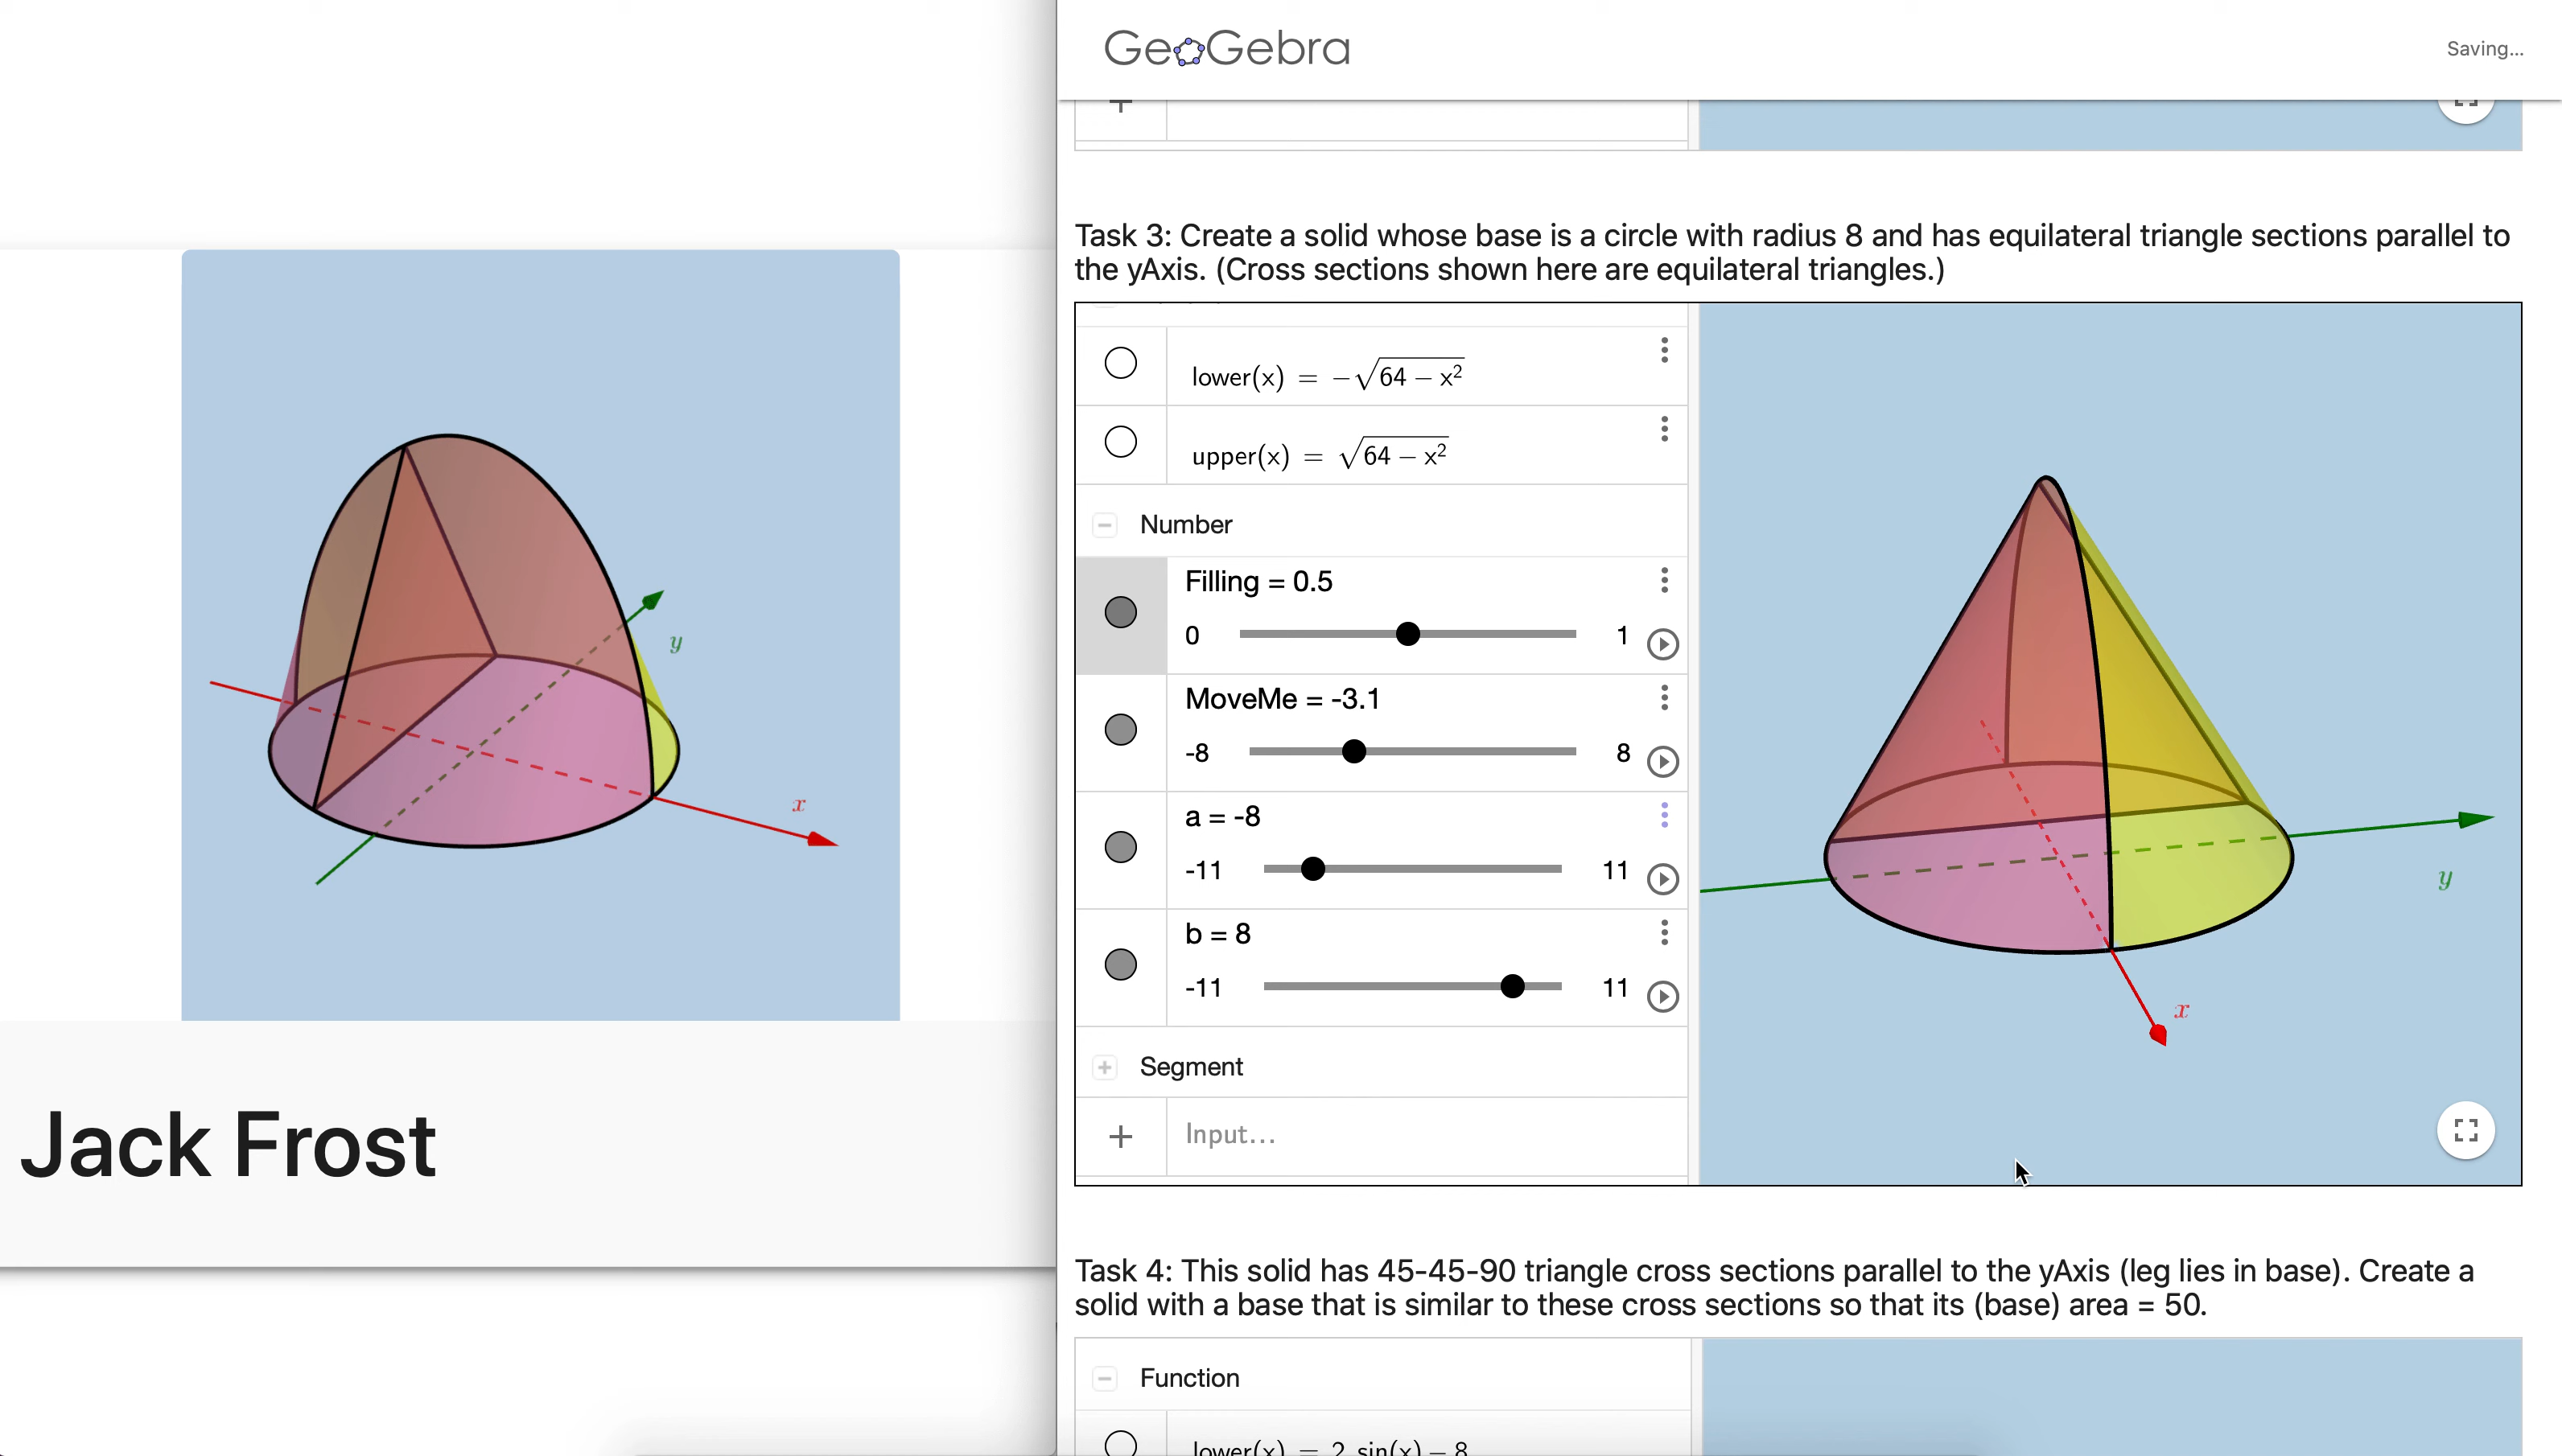 GeoGebra
Saving...
Task 3: Create a solid whose base is a circle with radius 8 and has equilateral triangle sections parallel to
the yAxis. (Cross sections shown here are equilateral triangles.)
lower(x) = −√64 − x²
upper(x) = √64 − x²
Number
Filling = 0.5
0
1
MoveMe = -3.1
-8
8
a = -8
-11
11
b = 8
-11
11
Segment
Input...
y
x
y
x
Jack Frost
Task 4: This solid has 45-45-90 triangle cross sections parallel to the yAxis (leg lies in base). Create a
solid with a base that is similar to these cross sections so that its (base) area = 50.
Function
lower(x) = 2 sin(x) − 8